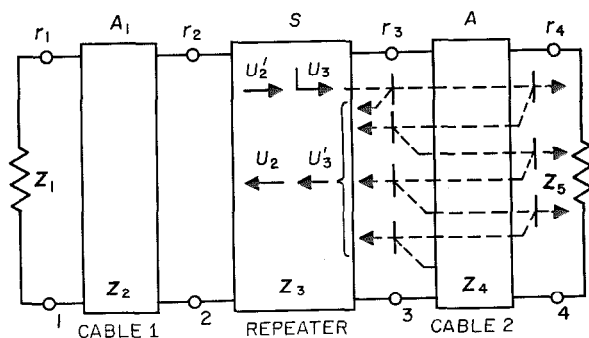 r1 A1 r2 S r3 A r4
U2' U3
Z1 U2 U3' Z5
Z2 Z3 Z4
1 2 3 4
CABLE 1 REPEATER CABLE 2